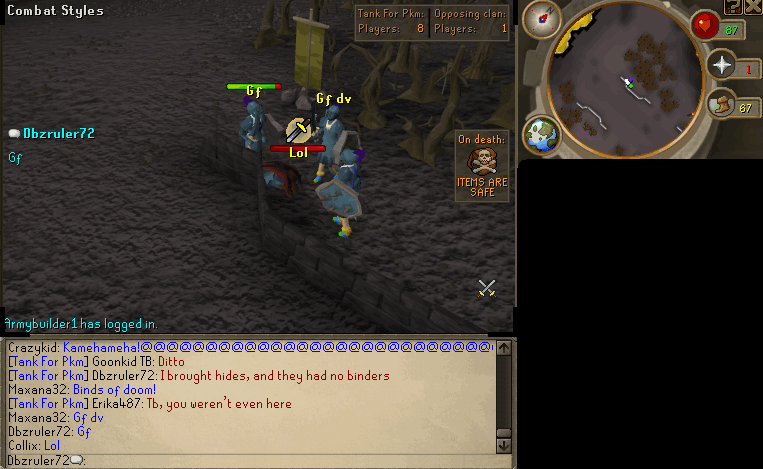 Combat Styles
Tank For Pkm: Opposing clan:
Players: 8 Players: 1
67
1
67
Gf
Gf dv
Dbzruler72
Lol
Gf
On death:
ITEMS ARE
SAFE
Armybuilder1 has logged in.
Crazykid: Kamehameha!@@@@@@@@@@@@@@@@@@@@@@@@@@@@@@
[Tank For Pkm] Goonkid TB: Ditto
[Tank For Pkm] Dbzruler72: I brought hides, and they had no binders
Maxana32: Binds of doom!
[Tank For Pkm] Erika487: Tb, you weren't even here
Maxana32: Gf dv
Dbzruler72: Gf
Collix: Lol
Dbzruler72: